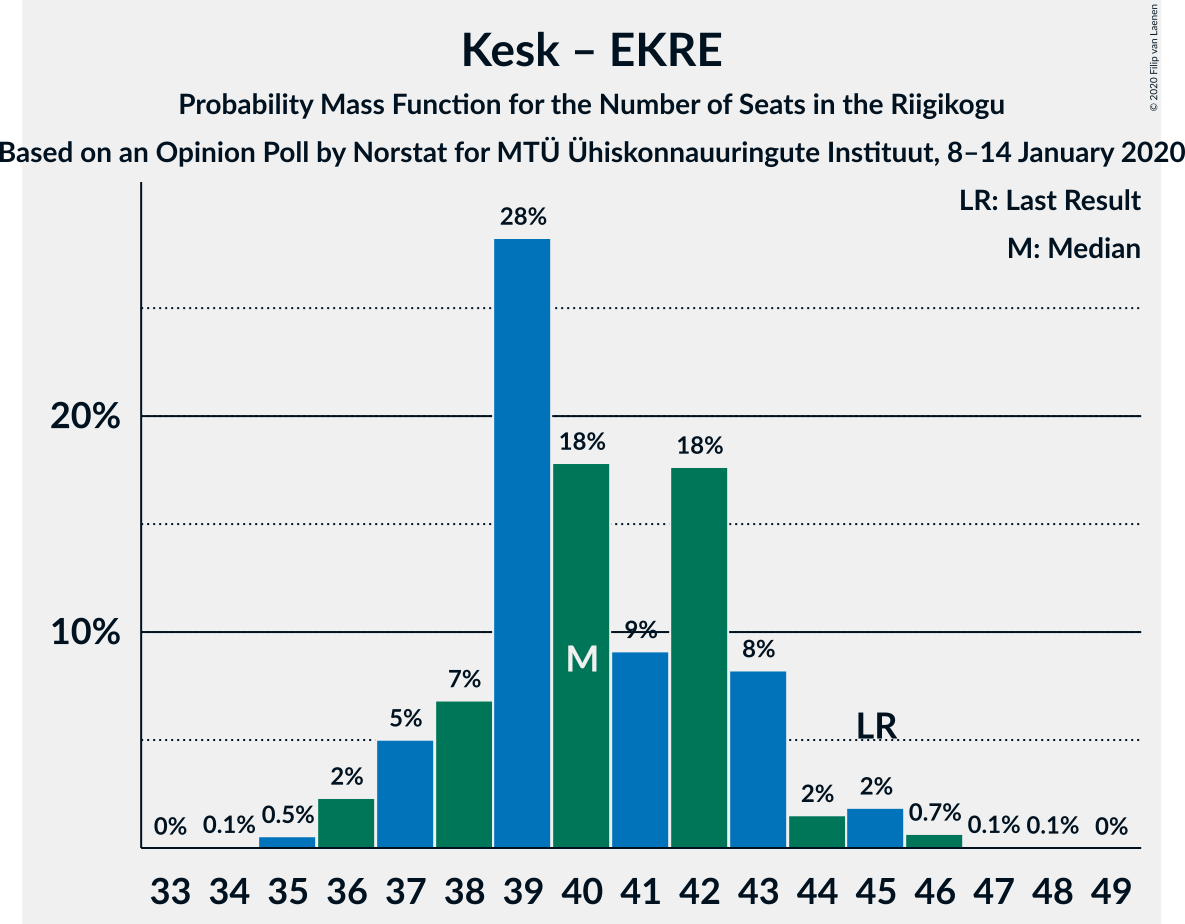 Kesk – EKRE
Probability Mass Function for the Number of Seats in the Riigikogu
Based on an Opinion Poll by Norstat for MTÜ Ühiskonnauuringute Instituut, 8–14 January 2020
© 2020 Filip van Laenen
LR: Last Result
M: Median
28%
20%
18%
18%
10%
9%
8%
M
7%
5%
LR
2%
2%
2%
0%
0.1%
0.5%
0.7%
0.1%
0.1%
0%
33 34 35 36 37 38 39 40 41 42 43 44 45 46 47 48 49